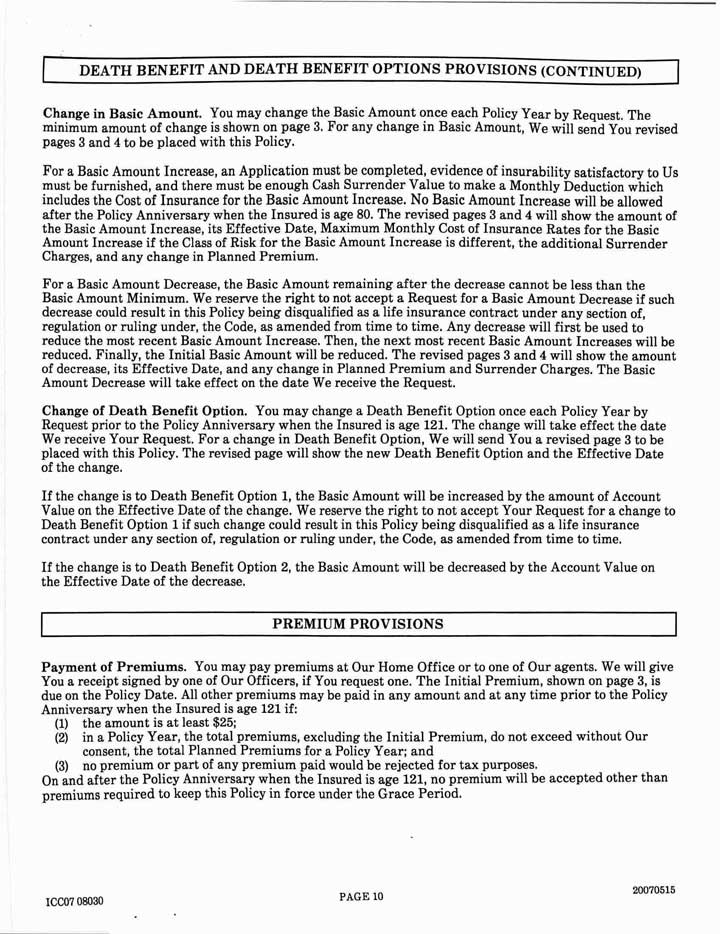 DEATH BENEFIT AND DEATH BENEFIT OPTIONS PROVISIONS (CONTINUED)
Change in Basic Amount. You may change the Basic Amount once each Policy Year by Request. The
minimum amount of change is shown on page 3. For any change in Basic Amount, We will send You revised
pages 3 and 4 to be placed with this Policy.
For a Basic Amount Increase, an Application must be completed, evidence of insurability satisfactory to Us
must be furnished, and there must be enough Cash Surrender Value to make a Monthly Deduction which
includes the Cost of Insurance for the Basic Amount Increase. No Basic Amount Increase will be allowed
after the Policy Anniversary when the Insured is age 80. The revised pages 3 and 4 will show the amount of
the Basic Amount Increase, its Effective Date, Maximum Monthly Cost of Insurance Rates for the Basic
Amount Increase if the Class of Risk for the Basic Amount Increase is different, the additional Surrender
Charges, and any change in Planned Premium.
For a Basic Amount Decrease, the Basic Amount remaining after the decrease cannot be less than the
Basic Amount Minimum. We reserve the right to not accept a Request for a Basic Amount Decrease if such
decrease could result in this Policy being disqualified as a life insurance contract under any section of,
regulation or ruling under, the Code, as amended from time to time. Any decrease will first be used to
reduce the most recent Basic Amount Increase. Then, the next most recent Basic Amount Increases will be
reduced. Finally, the Initial Basic Amount will be reduced. The revised pages 3 and 4 will show the amount
of decrease, its Effective Date, and any change in Planned Premium and Surrender Charges. The Basic
Amount Decrease will take effect on the date We receive the Request.
Change of Death Benefit Option. You may change a Death Benefit Option once each Policy Year by
Request prior to the Policy Anniversary when the Insured is age 121. The change will take effect the date
We receive Your Request. For a change in Death Benefit Option, We will send You a revised page 3 to be
placed with this Policy. The revised page will show the new Death Benefit Option and the Effective Date
of the change.
If the change is to Death Benefit Option 1, the Basic Amount will be increased by the amount of Account
Value on the Effective Date of the change. We reserve the right to not accept Your Request for a change to
Death Benefit Option 1 if such change could result in this Policy being disqualified as a life insurance
contract under any section of, regulation or ruling under, the Code, as amended from time to time.
If the change is to Death Benefit Option 2, the Basic Amount will be decreased by the Account Value on
the Effective Date of the decrease.
PREMIUM PROVISIONS
Payment of Premiums. You may pay premiums at Our Home Office or to one of Our agents. We will give
You a receipt signed by one of Our Officers, if You request one. The Initial Premium, shown on page 3, is
due on the Policy Date. All other premiums may be paid in any amount and at any time prior to the Policy
Anniversary when the Insured is age 121 if:
(1) the amount is at least $25;
(2) in a Policy Year, the total premiums, excluding the Initial Premium, do not exceed without Our
consent, the total Planned Premiums for a Policy Year; and
(3) no premium or part of any premium paid would be rejected for tax purposes.
On and after the Policy Anniversary when the Insured is age 121, no premium will be accepted other than
premiums required to keep this Policy in force under the Grace Period.
ICC07 08030
PAGE 10
20070515